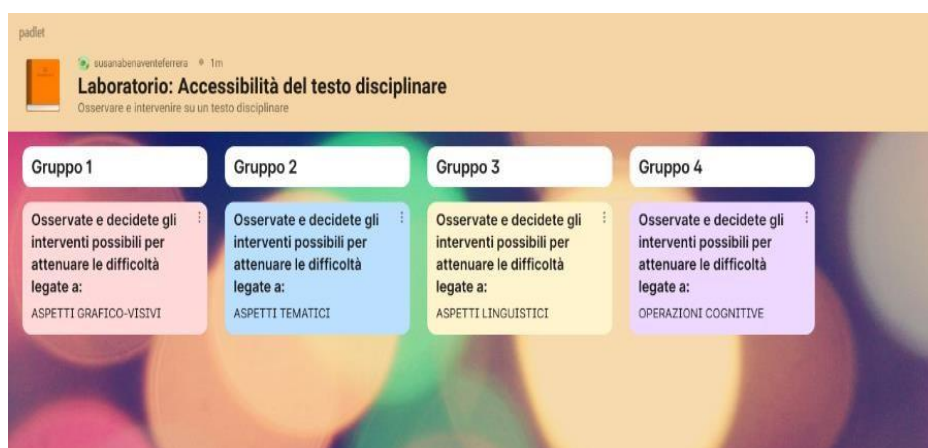 padlet
susanabenaventeferrera • 1m
Laboratorio: Accessibilità del testo disciplinare
Osservare e intervenire su un testo disciplinare
Gruppo 1
Osservate e decidete gli
interventi possibili per
attenuare le difficoltà
legate a:
ASPETTI GRAFICO-VISIVI
Gruppo 2
Osservate e decidete gli
interventi possibili per
attenuare le difficoltà
legate a:
ASPETTI TEMATICI
Gruppo 3
Osservate e decidete gli
interventi possibili per
attenuare le difficoltà
legate a:
ASPETTI LINGUISTICI
Gruppo 4
Osservate e decidete gli
interventi possibili per
attenuare le difficoltà
legate a:
OPERAZIONI COGNITIVE